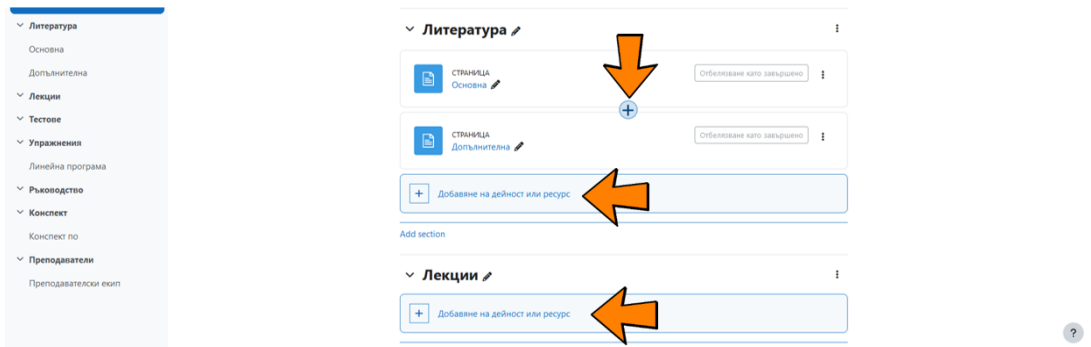 Литература
Основна
Допълнителна
Лекции
Тестове
Упражнения
Линейна програма
Ръководство
Конспект
Конспект по
Преподаватели
Преподавателски екип
Литература
СТРАНИЦА
Основна
Отбелязване като завършено
СТРАНИЦА
Допълнителна
Отбелязване като завършено
+ Добавяне на дейност или ресурс
Add section
Лекции
+ Добавяне на дейност или ресурс
?